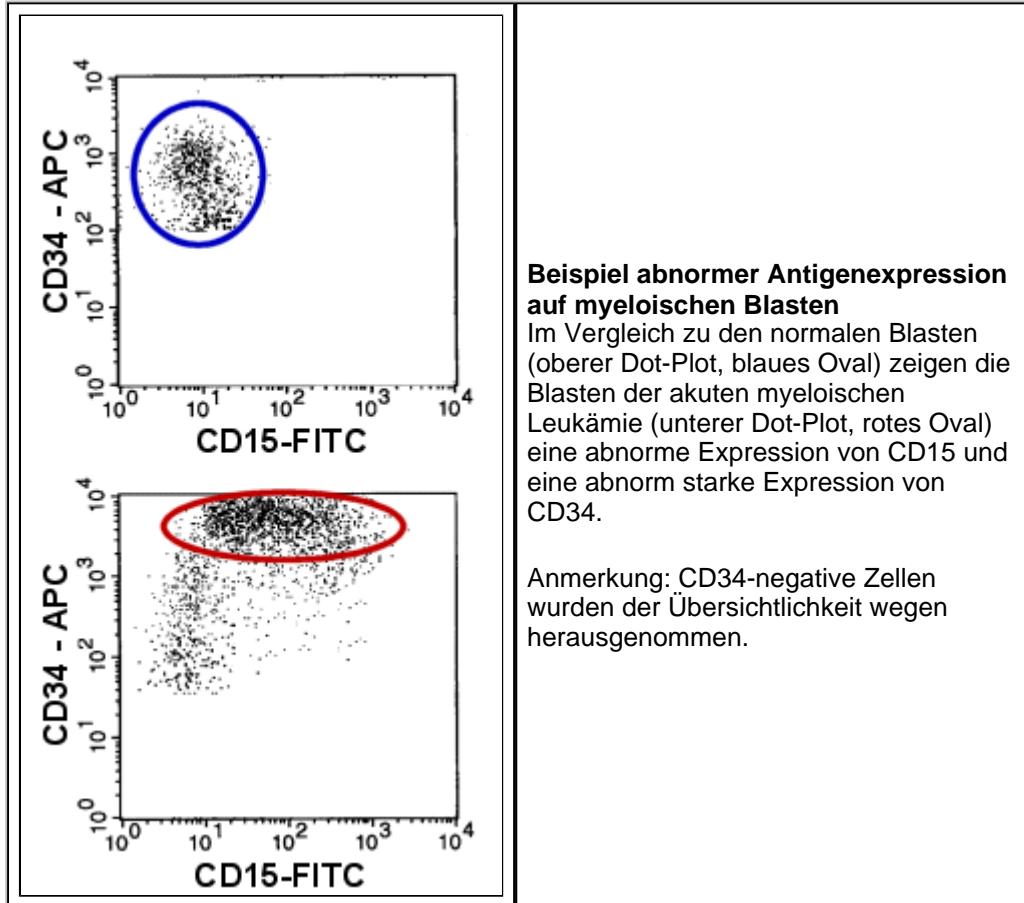 10^4
10^3
10^2
10^1
10^0
CD34 - APC
10^0 10^1 10^2 10^3 10^4
CD15-FITC
10^4
10^3
10^2
10^1
10^0
CD34 - APC
10^0 10^1 10^2 10^3 10^4
CD15-FITC
Beispiel abnormer Antigenexpression
auf myeloischen Blasten
Im Vergleich zu den normalen Blasten
(oberer Dot-Plot, blaues Oval) zeigen die
Blasten der akuten myeloischen
Leukämie (unterer Dot-Plot, rotes Oval)
eine abnorme Expression von CD15 und
eine abnorm starke Expression von
CD34.
Anmerkung: CD34-negative Zellen
wurden der Übersichtlichkeit wegen
herausgenommen.